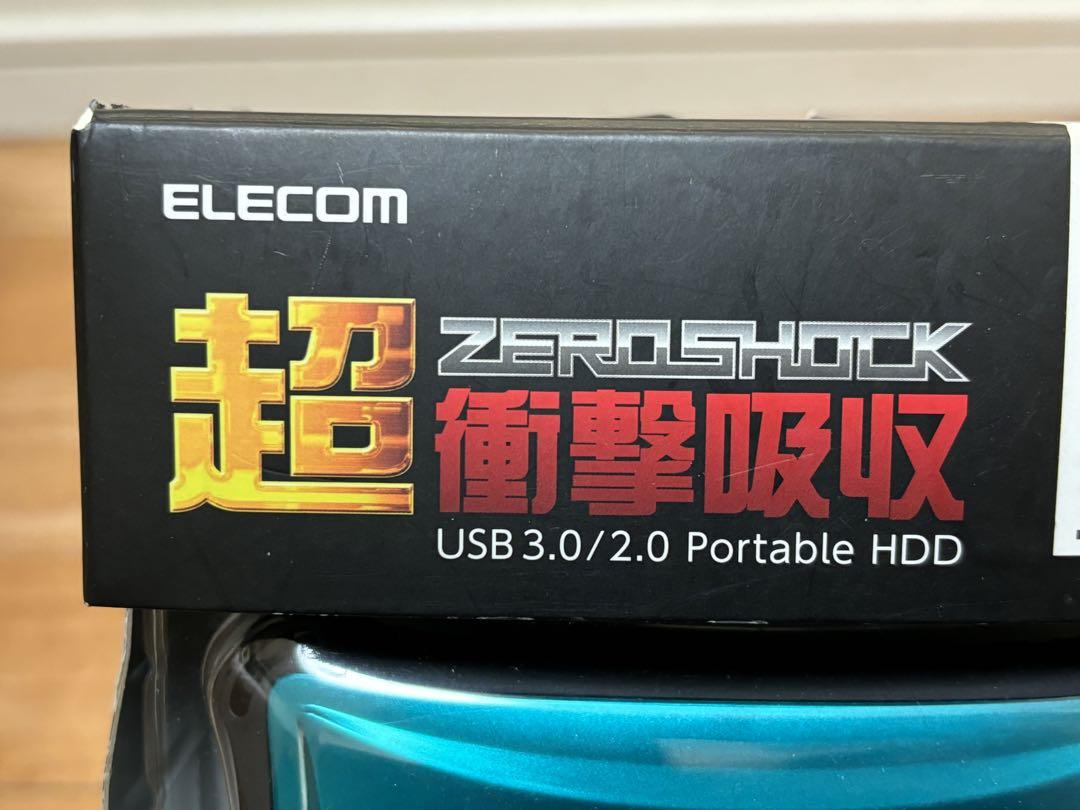 ELECOM
超
ZEROSHOCK
衝撃吸収
USB 3.0/2.0 Portable HDD